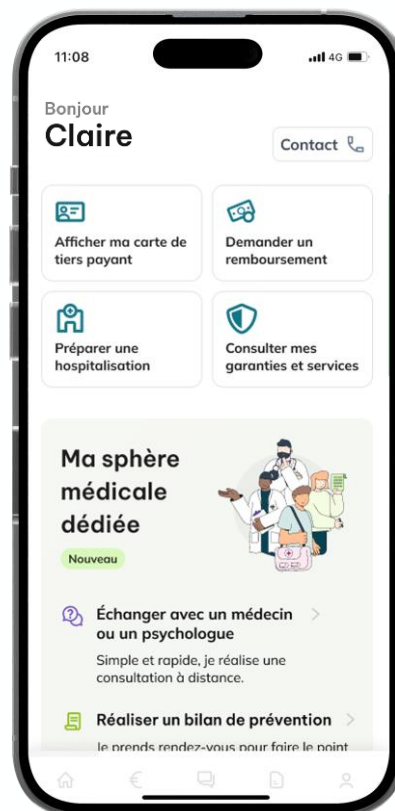 11:08
4G
Bonjour
Claire
Contact
Afficher ma carte de
tiers payant
Demander un
remboursement
Préparer une
hospitalisation
Consulter mes
garanties et services
Ma sphère
médicale
dédiée
Nouveau
Échanger avec un médecin
ou un psychologue
Simple et rapide, je réalise une
consultation à distance.
Réaliser un bilan de prévention
Je prends rendez-vous pour faire le point
€